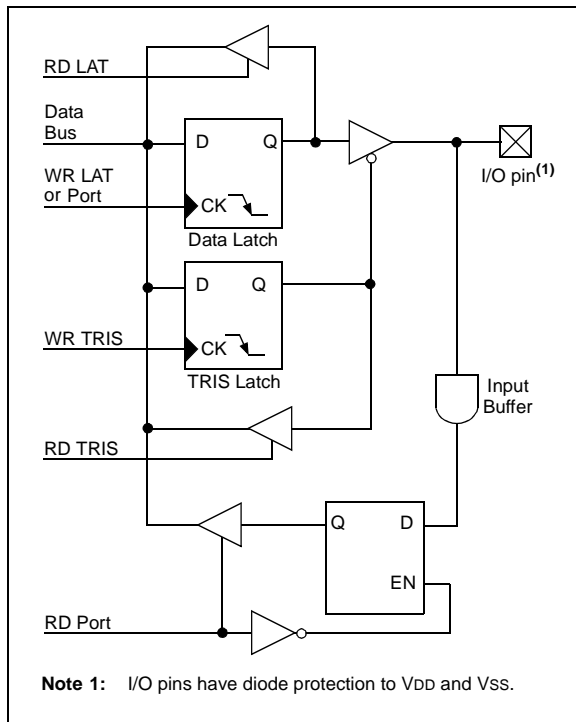 RD LAT
Data
Bus
D Q
WR LAT
or Port
CK
Data Latch
I/O pin(1)
D Q
WR TRIS
CK
TRIS Latch
Input
Buffer
RD TRIS
Q D
EN
RD Port
Note 1: I/O pins have diode protection to VDD and VSS.